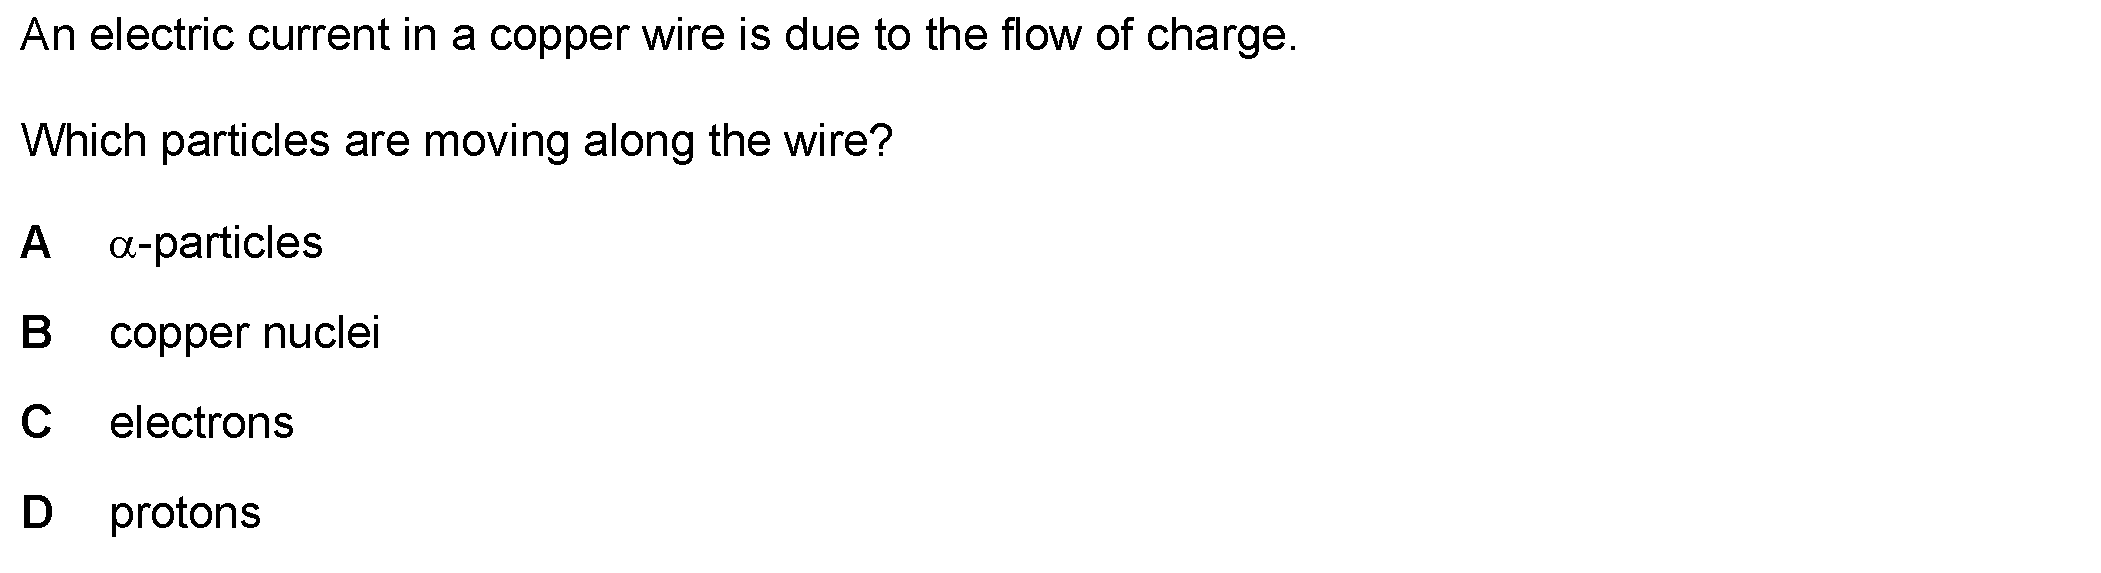 An electric current in a copper wire is due to the flow of charge.
Which particles are moving along the wire?
A α-particles
B copper nuclei
C electrons
D protons